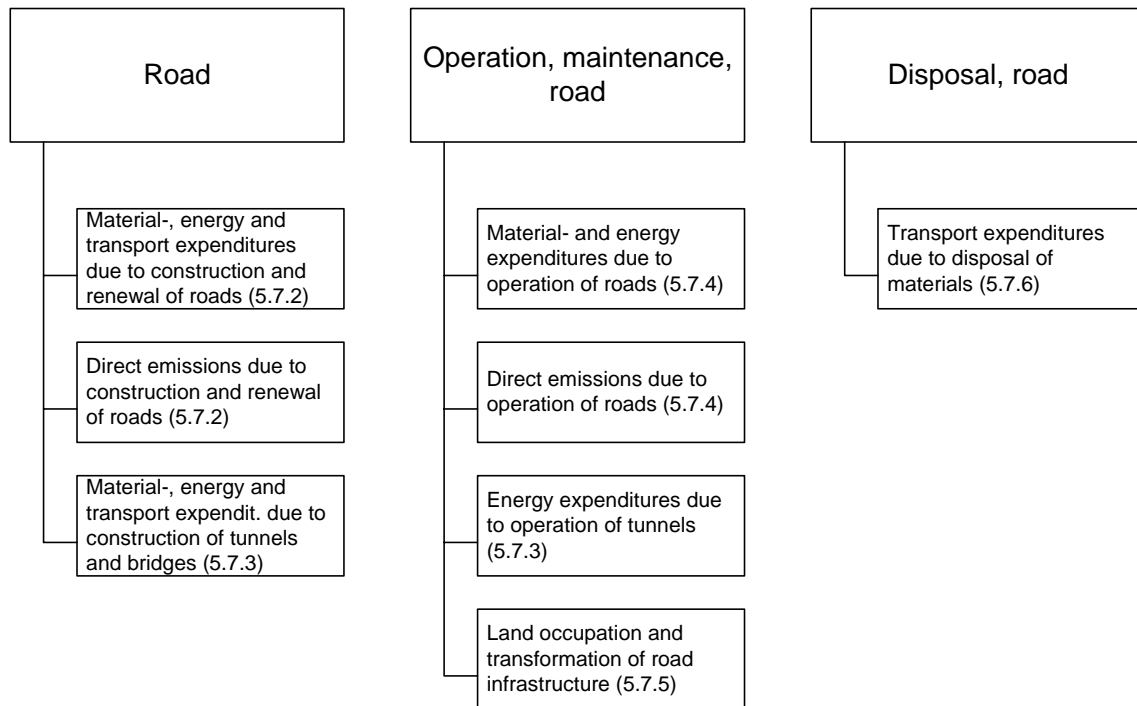 Road
Material-, energy and
transport expenditures
due to construction and
renewal of roads (5.7.2)
Direct emissions due to
construction and renewal
of roads (5.7.2)
Material-, energy and
transport expendit. due to
construction of tunnels
and bridges (5.7.3)
Operation, maintenance,
road
Material- and energy
expenditures due to
operation of roads (5.7.4)
Direct emissions due to
operation of roads (5.7.4)
Energy expenditures due
to operation of tunnels
(5.7.3)
Land occupation and
transformation of road
infrastructure (5.7.5)
Disposal, road
Transport expenditures
due to disposal of
materials (5.7.6)